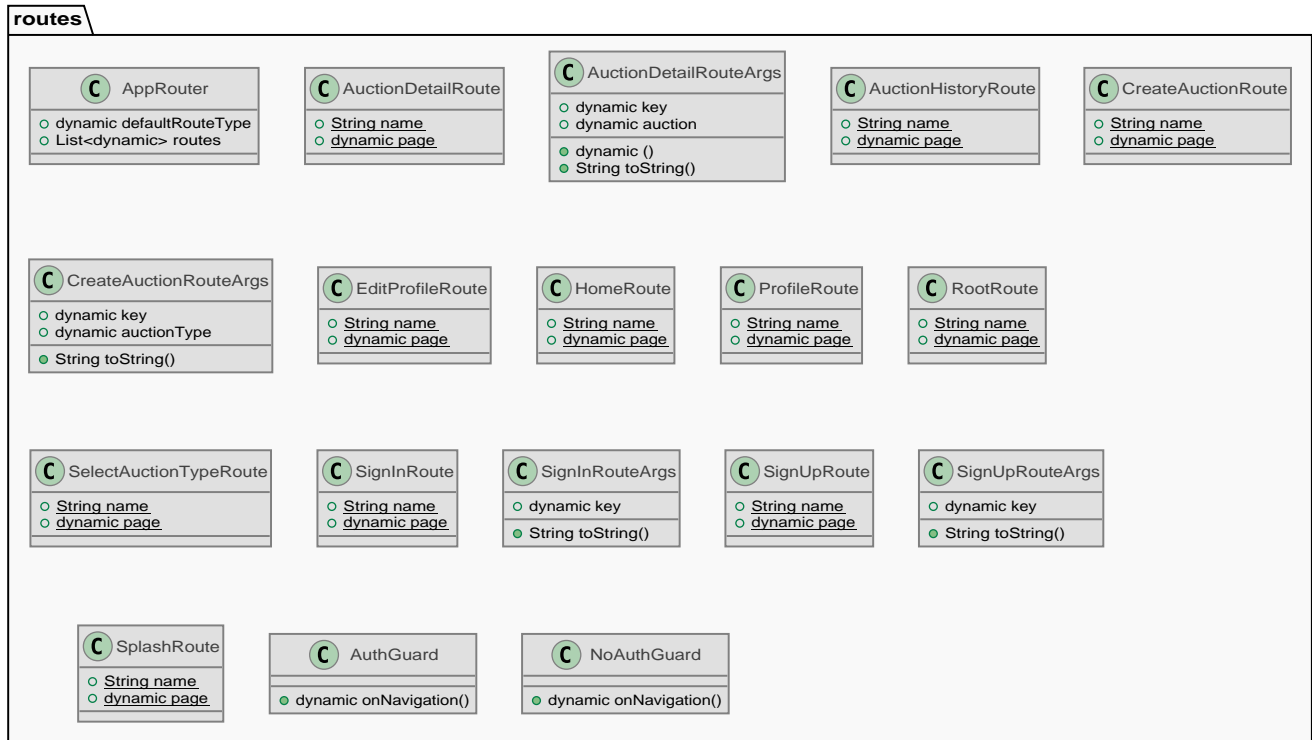 routes
C AppRouter
dynamic defaultRouteType
List<dynamic> routes
C AuctionDetailRoute
String name
dynamic page
C AuctionDetailRouteArgs
dynamic key
dynamic auction
dynamic ()
String toString()
C AuctionHistoryRoute
String name
dynamic page
C CreateAuctionRoute
String name
dynamic page
C CreateAuctionRouteArgs
dynamic key
dynamic auctionType
String toString()
C EditProfileRoute
String name
dynamic page
C HomeRoute
String name
dynamic page
C ProfileRoute
String name
dynamic page
C RootRoute
String name
dynamic page
C SelectAuctionTypeRoute
String name
dynamic page
C SignInRoute
String name
dynamic page
C SignInRouteArgs
dynamic key
String toString()
C SignUpRoute
String name
dynamic page
C SignUpRouteArgs
dynamic key
String toString()
C SplashRoute
String name
dynamic page
C AuthGuard
dynamic onNavigation()
C NoAuthGuard
dynamic onNavigation()